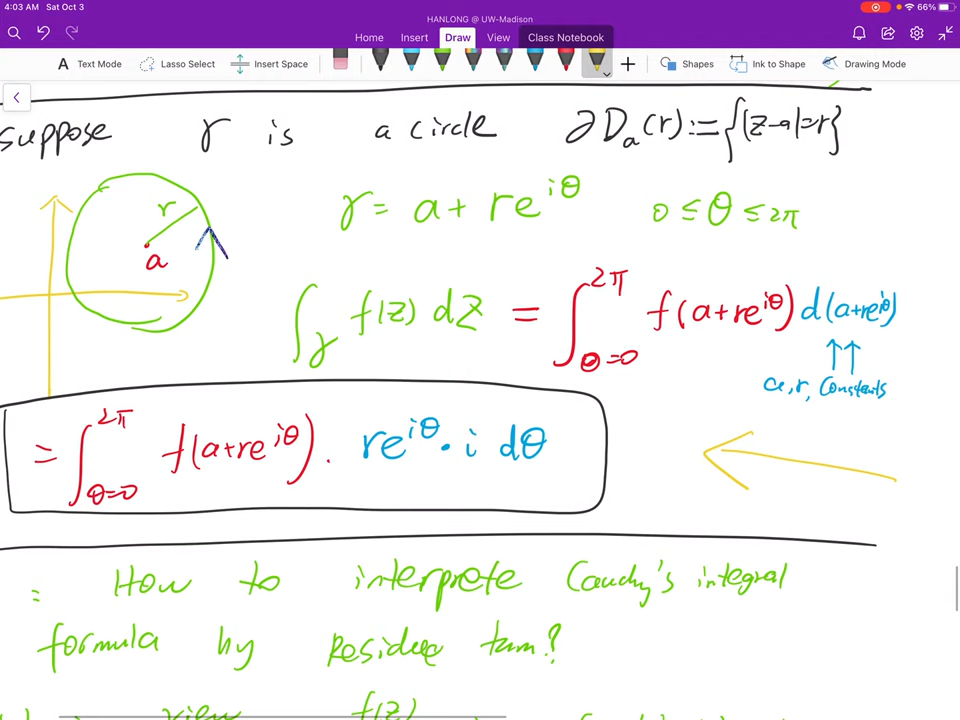 4:03 AM Sat Oct 3
66%
HANLONG @ UW-Madison
Home Insert Draw View Class Notebook
Text Mode Lasso Select Insert Space Shapes Ink to Shape Drawing Mode
suppose γ is a circle ∂D_a(r):={|z-a|=r}
r
a
γ= a+ re^{iθ} 0 ≤ θ ≤ 2π
∫_γ f(z) dz = ∫_{θ=0}^{2π} f(a+re^{iθ}) d(a+re^{iθ})
a,r, constants
= ∫_{θ=0}^{2π} f(a+re^{iθ}). re^{iθ}·i dθ
= How to interprete Cauchy's integral
formula by Residue
view f(z)